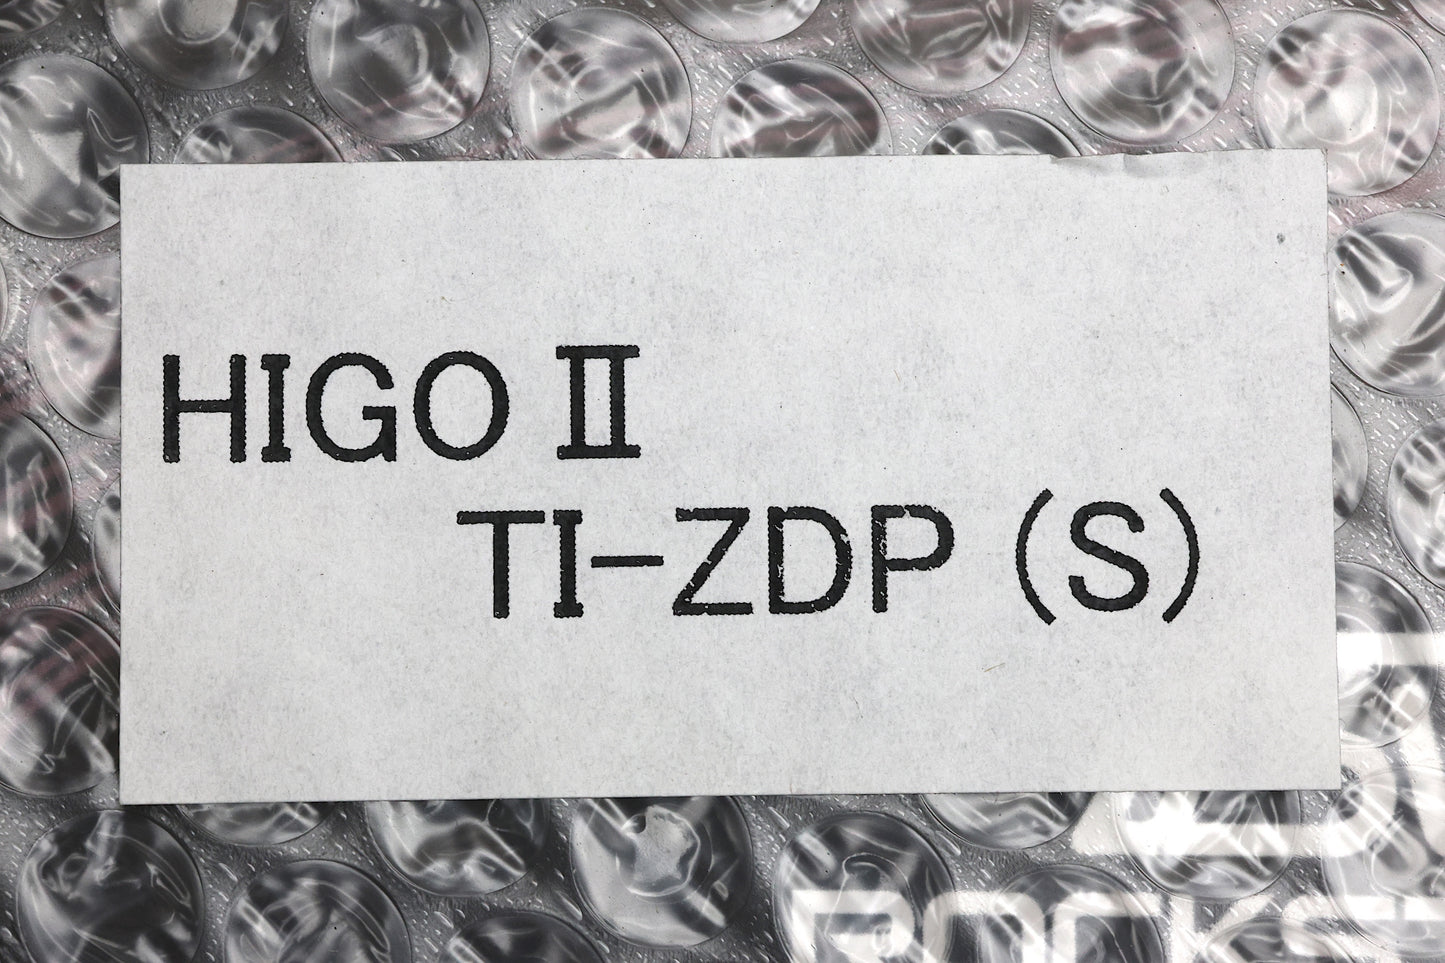 HIGO Ⅱ
TI-ZDP (S)